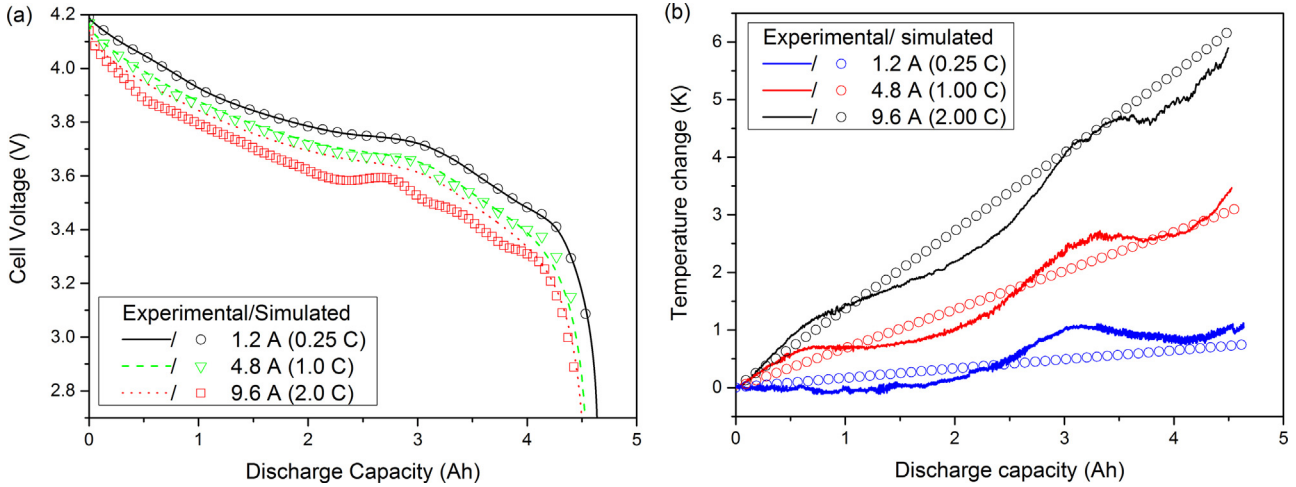 (a)
4.2
4.0
3.8
3.6
3.4
3.2
3.0
2.8
Cell Voltage (V)
Experimental/Simulated
/ 1.2 A (0.25 C)
/ 4.8 A (1.0 C)
/ 9.6 A (2.0 C)
0 1 2 3 4 5
Discharge Capacity (Ah)
(b)
6
5
4
3
2
1
0
Temperature change (K)
Experimental/ simulated
/ 1.2 A (0.25 C)
/ 4.8 A (1.00 C)
/ 9.6 A (2.00 C)
0 1 2 3 4 5
Discharge capacity (Ah)